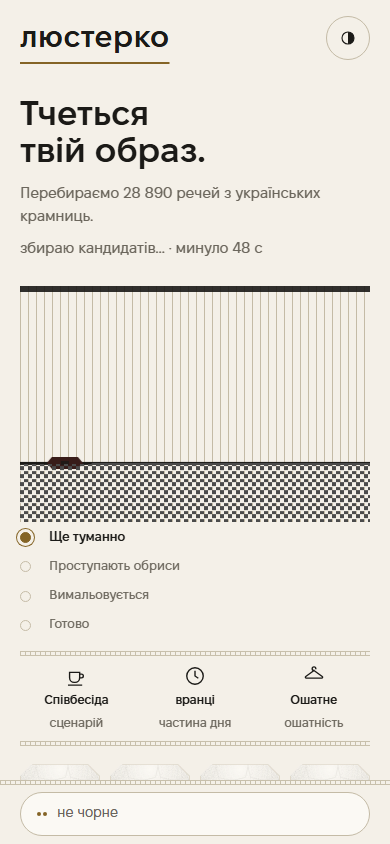 люстерко
Тчеться
твій образ.
Перебираємо 28 890 речей з українських
крамниць.
збираю кандидатів… · минуло 48 с
Ще туманно
Проступають обриси
Вимальовується
Готово
Співбесіда вранці Ошатне
сценарій частина дня ошатність
не чорне